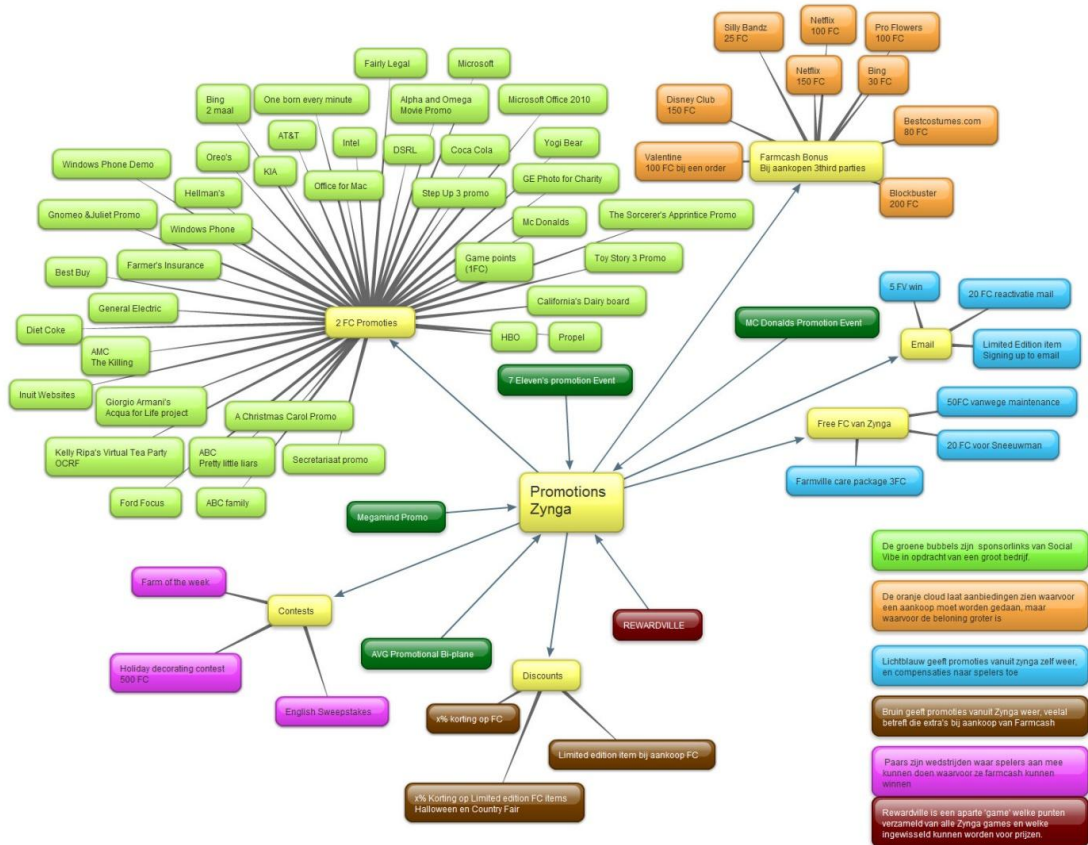 Fairly Legal
Microsoft
Bing
2 maal
One born every minute
Alpha and Omega
Movie Promo
Microsoft Office 2010
AT&T
Intel
DSRL
Coca Cola
Yogi Bear
Oreo's
KIA
Office for Mac
Step Up 3 promo
GE Photo for Charity
Windows Phone Demo
Hellman's
Gnomeo &Juliet Promo
Windows Phone
Mc Donalds
The Sorcerer's Apprintice Promo
Best Buy
Farmer's Insurance
Game points
(1FC)
Toy Story 3 Promo
General Electric
California's Dairy board
Diet Coke
2 FC Promoties
HBO
Propel
AMC
The Killing
Inuit Websites
Giorgio Armani's
Acqua for Life project
A Christmas Carol Promo
Kelly Ripa's Virtual Tea Party
OCRF
ABC
Pretty little liars
Secretariaat promo
Ford Focus
ABC family
Silly Bandz
25 FC
Netflix
100 FC
Pro Flowers
100 FC
Netflix
150 FC
Bing
30 FC
Disney Club
150 FC
Bestcostumes.com
80 FC
Valentine
100 FC bij een order
Farmcash Bonus
Bij aankopen 3third parties
Blockbuster
200 FC
5 FV win
20 FC reactivatie mail
Email
Limited Edition item
Signing up to email
MC Donalds Promotion Event
7 Eleven's promotion Event
50FC vanwege maintenance
Free FC van Zynga
20 FC voor Sneeuwman
Farmville care package 3FC
Promotions
Zynga
Megamind Promo
Farm of the week
Contests
Holiday decorating contest
500 FC
English Sweepstakes
AVG Promotional Bi-plane
REWARDVILLE
Discounts
x% korting op FC
Limited edition item bij aankoop FC
x% Korting op Limited edition FC items
Halloween en Country Fair
De groene bubbels zijn sponsorlinks van Social
Vibe in opdracht van een groot bedrijf.
De oranje cloud laat aanbiedingen zien waarvoor
een aankoop moet worden gedaan, maar
waarvoor de beloning groter is
Lichtblauw geeft promoties vanuit zynga zelf weer,
en compensaties naar spelers toe
Bruin geeft promoties vanuit Zynga weer, veelal
betreft die extra's bij aankoop van Farmcash
Paars zijn wedstrijden waar spelers aan mee
kunnen doen waarvoor ze farmcash kunnen
winnen
Rewardville is een aparte 'game' welke punten
verzameld van alle Zynga games en welke
ingewisseld kunnen worden voor prijzen.